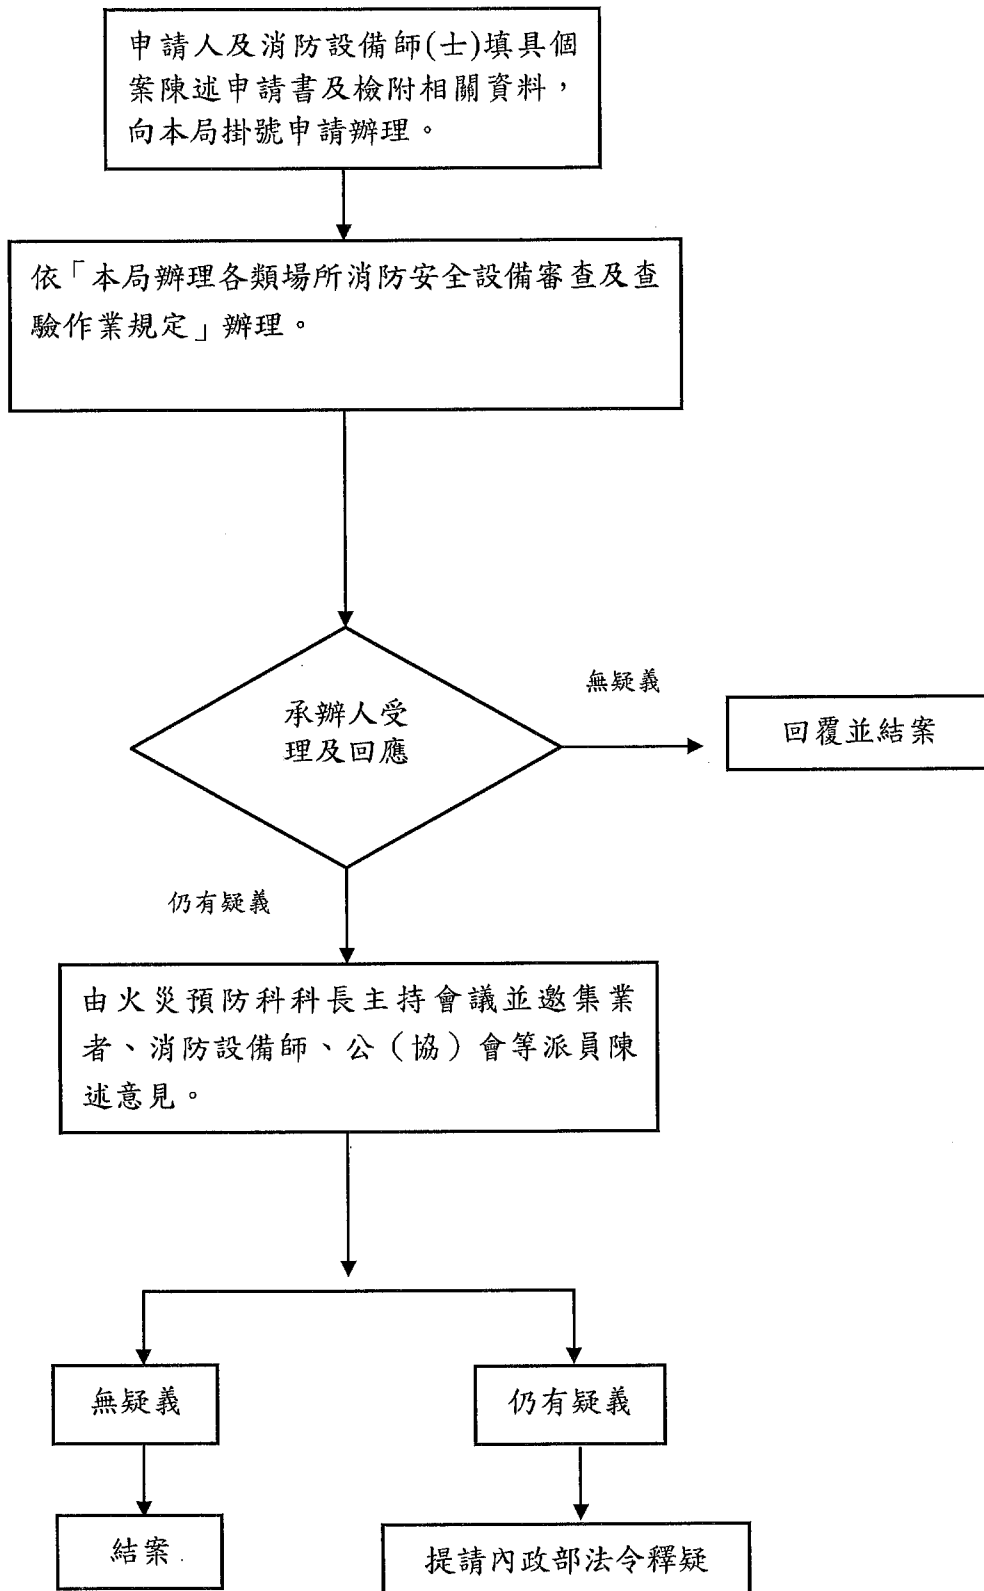 申請人及消防設備師(士)填具個
案陳述申請書及檢附相關資料，
向本局掛號申請辦理。
依「本局辦理各類場所消防安全設備審查及查
驗作業規定」辦理。
承辦人受
理及回應
無疑義
回覆並結案
仍有疑義
由火災預防科科長主持會議並邀集業
者、消防設備師、公（協）會等派員陳
述意見。
無疑義
仍有疑義
結案
提請內政部法令釋疑